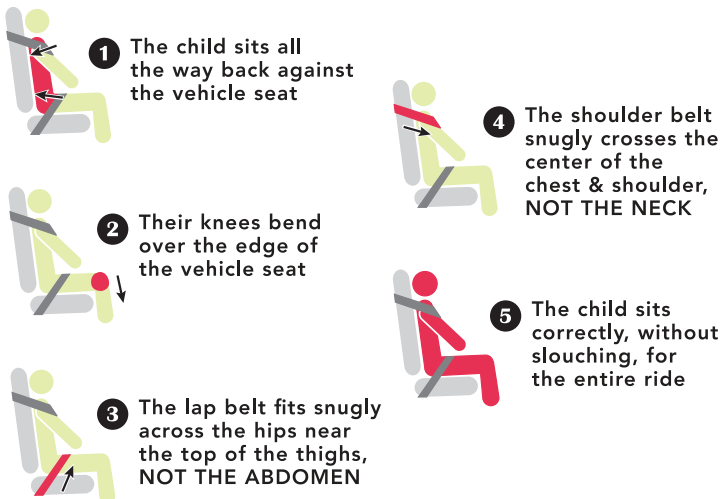 1 The child sits all
the way back against
the vehicle seat
2 Their knees bend
over the edge of
the vehicle seat
3 The lap belt fits snugly
across the hips near
the top of the thighs,
NOT THE ABDOMEN
4 The shoulder belt
snugly crosses the
center of the
chest & shoulder,
NOT THE NECK
5 The child sits
correctly, without
slouching, for
the entire ride